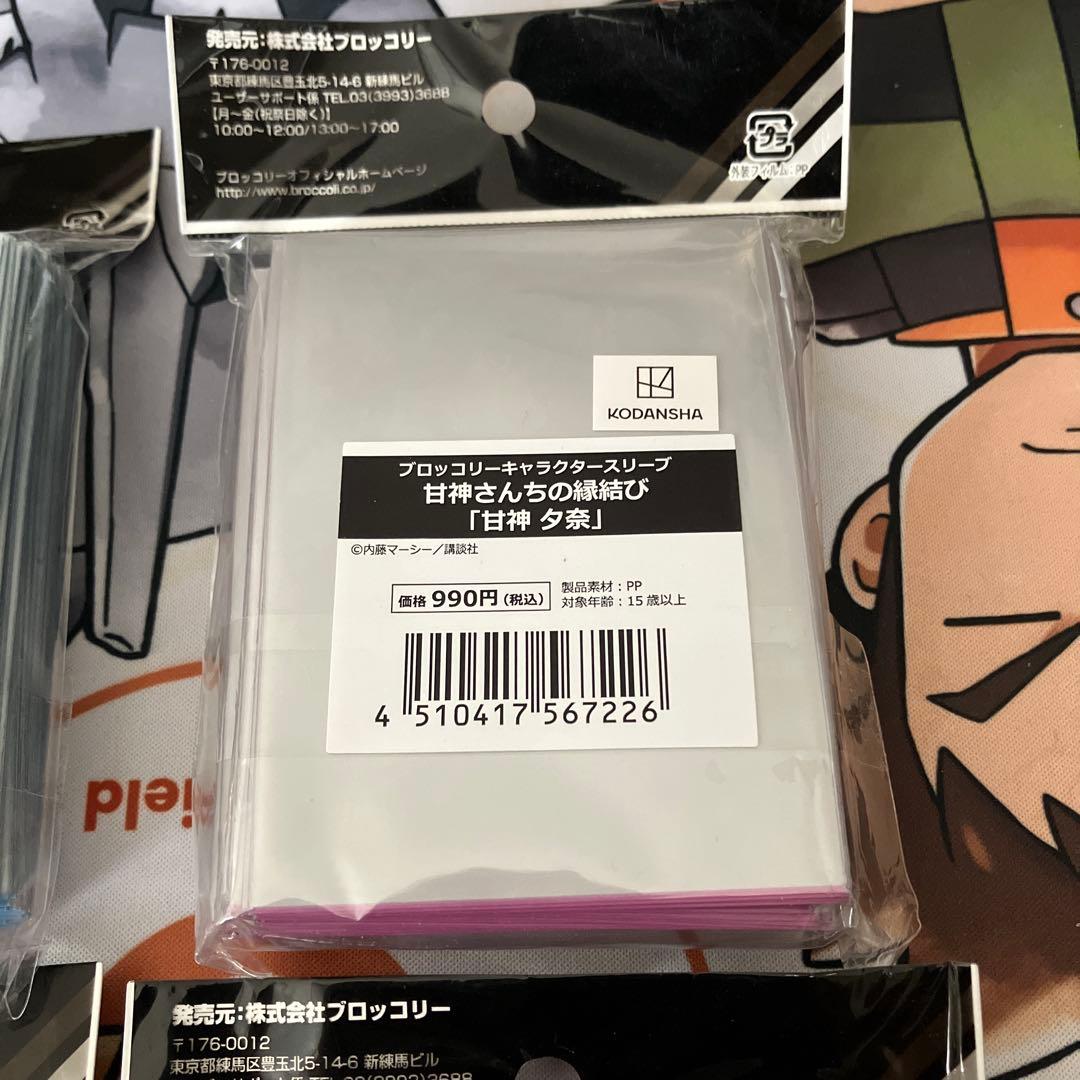 発売元:株式会社ブロッコリー
〒176-0012
東京都練馬区豊玉北5-14-6 新練馬ビル
ユーザーサポート係 TEL.03(3993)3688
【月～金(祝祭日除く)】
10:00～12:00/13:00～17:00
ブロッコリーオフィシャルホームページ
http://www.broccoli.co.jp/
プラ
外装フィルム:PP
KODANSHA
ブロッコリーキャラクタースリーブ
甘神さんちの縁結び
「甘神 夕奈」
©内藤マーシー／講談社
価格 990円(税込)
製品素材:PP
対象年齢:15歳以上
4 510417 567226
ield
発売元:株式会社ブロッコリー
〒176-0012
東京都練馬区豊玉北5-14-6 新練馬ビル